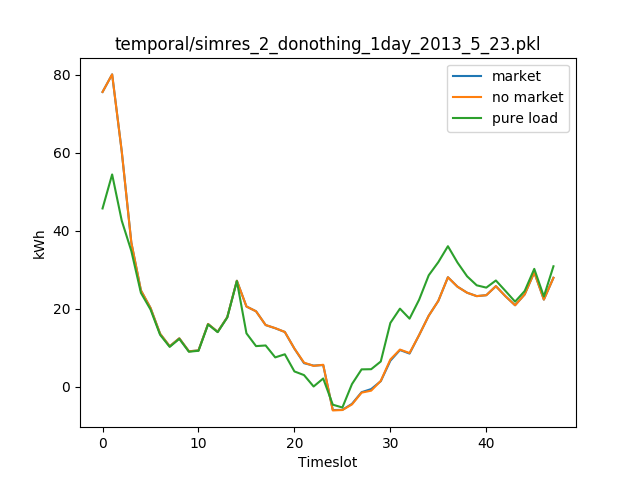 temporal/simres_2_donothing_1day_2013_5_23.pkl
market
no market
pure load
80
60
40
20
0
kWh
0 10 20 30 40
Timeslot